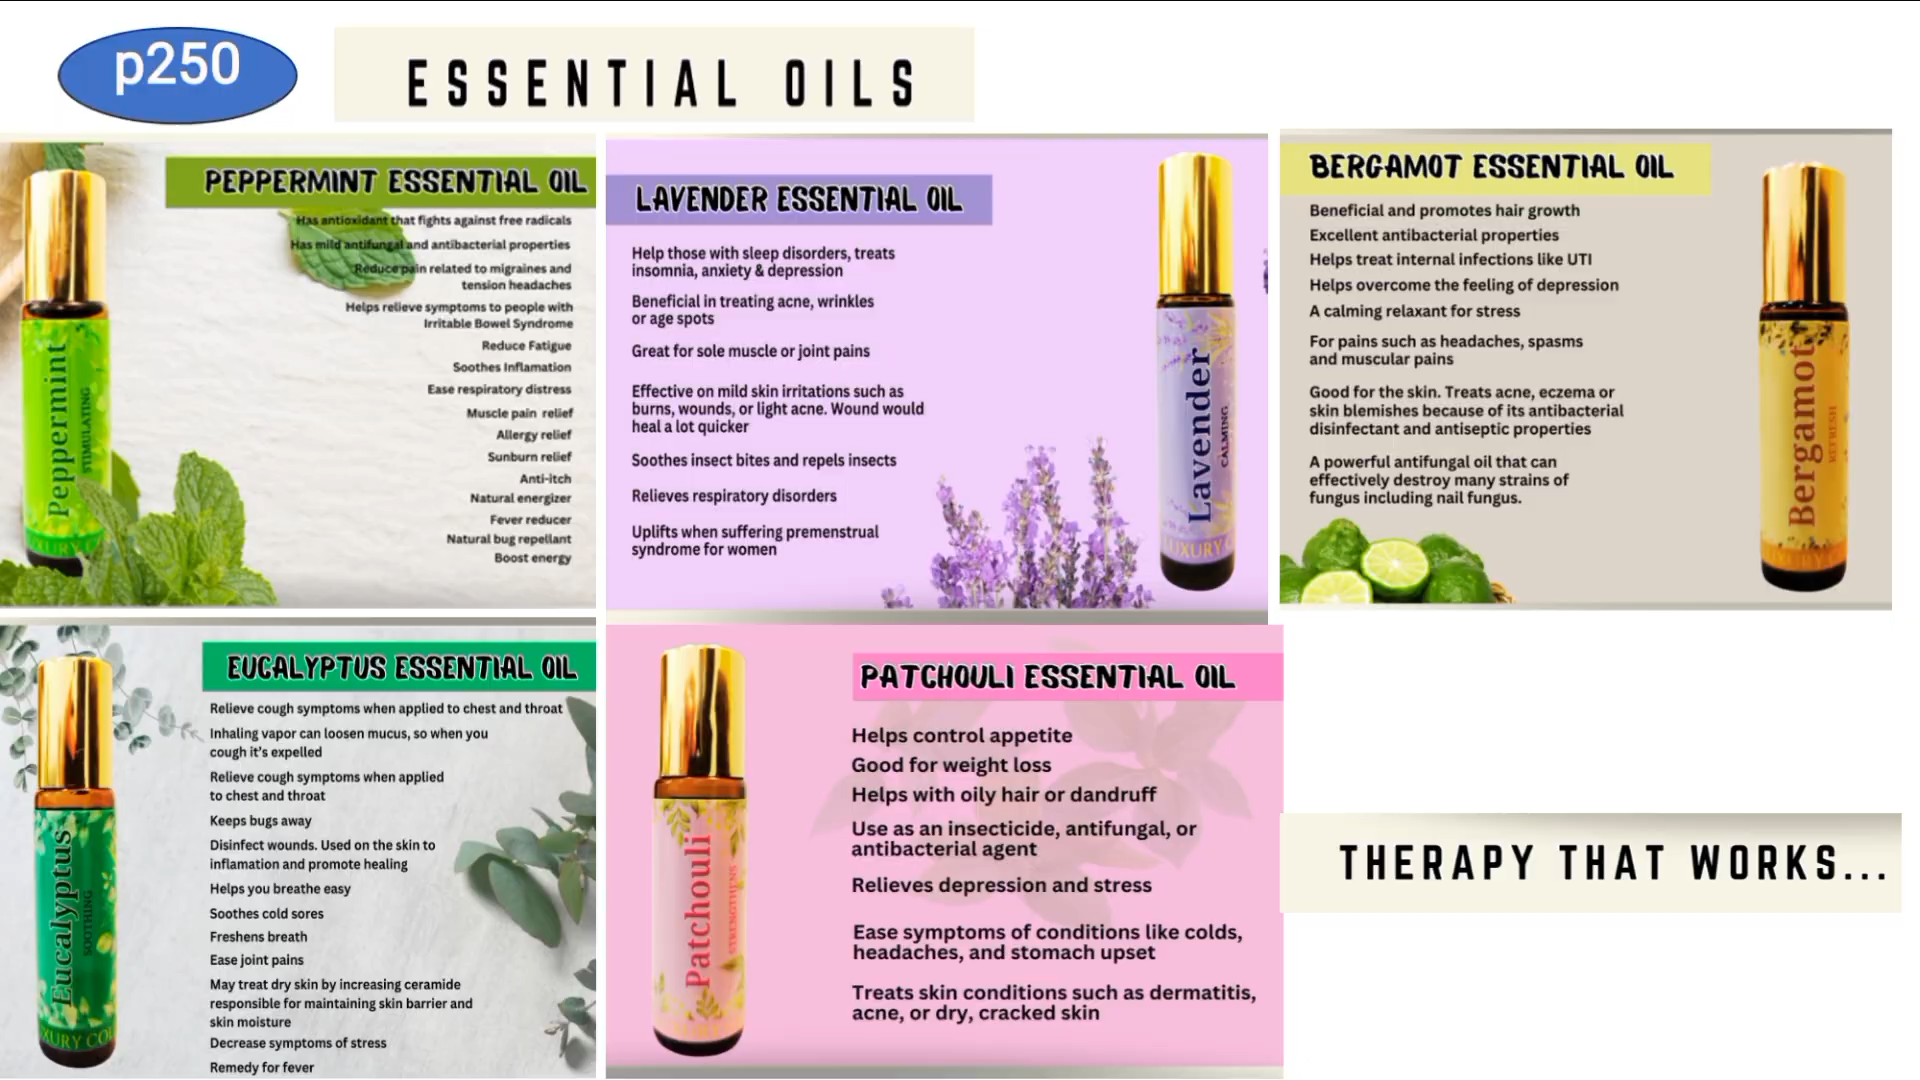 p250
ESSENTIAL OILS
PEPPERMINT ESSENTIAL OIL
Has antioxidant that fights against free radicals
Has mild antifungal and antibacterial properties
Reduce pain related to migraines and
tension headaches
Helps relieve symptoms to people with
Irritable Bowel Syndrome
Reduce Fatigue
Soothes Inflamation
Ease respiratory distress
Muscle pain relief
Allergy relief
Sunburn relief
Anti-itch
Natural energizer
Fever reducer
Natural bug repellant
Boost energy
Peppermint
STIMULATING
LAVENDER ESSENTIAL OIL
Help those with sleep disorders, treats
insomnia, anxiety & depression
Beneficial in treating acne, wrinkles
or age spots
Great for sole muscle or joint pains
Effective on mild skin irritations such as
burns, wounds, or light acne. Wound would
heal a lot quicker
Soothes insect bites and repels insects
Relieves respiratory disorders
Uplifts when suffering premenstrual
syndrome for women
Lavender
CALMING
BERGAMOT ESSENTIAL OIL
Beneficial and promotes hair growth
Excellent antibacterial properties
Helps treat internal infections like UTI
Helps overcome the feeling of depression
A calming relaxant for stress
For pains such as headaches, spasms
and muscular pains
Good for the skin. Treats acne, eczema or
skin blemishes because of its antibacterial
disinfectant and antiseptic properties
A powerful antifungal oil that can
effectively destroy many strains of
fungus including nail fungus.
Bergamot
REFRESH
EUCALYPTUS ESSENTIAL OIL
Relieve cough symptoms when applied to chest and throat
Inhaling vapor can loosen mucus, so when you
cough it's expelled
Relieve cough symptoms when applied
to chest and throat
Keeps bugs away
Disinfect wounds. Used on the skin to
inflamation and promote healing
Helps you breathe easy
Soothes cold sores
Freshens breath
Ease joint pains
May treat dry skin by increasing ceramide
responsible for maintaining skin barrier and
skin moisture
Decrease symptoms of stress
Remedy for fever
Eucalyptus
SOOTHING
PATCHOULI ESSENTIAL OIL
Helps control appetite
Good for weight loss
Helps with oily hair or dandruff
Use as an insecticide, antifungal, or
antibacterial agent
Relieves depression and stress
Ease symptoms of conditions like colds,
headaches, and stomach upset
Treats skin conditions such as dermatitis,
acne, or dry, cracked skin
Patchouli
STRENGTHENS
THERAPY THAT WORKS...